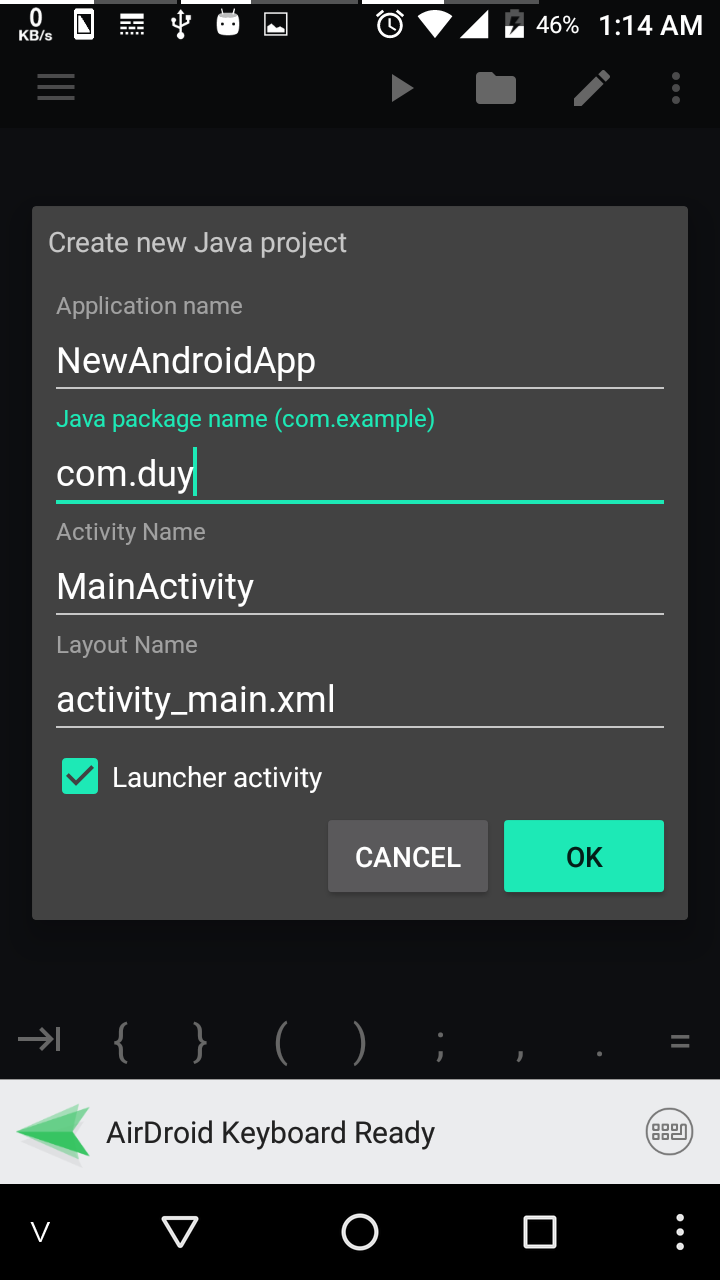 0
KB/s
46%
1:14 AM
Create new Java project
Application name
NewAndroidApp
Java package name (com.example)
com.duy
Activity Name
MainActivity
Layout Name
activity_main.xml
Launcher activity
CANCEL
OK
{ } ( ) ; , . =
AirDroid Keyboard Ready